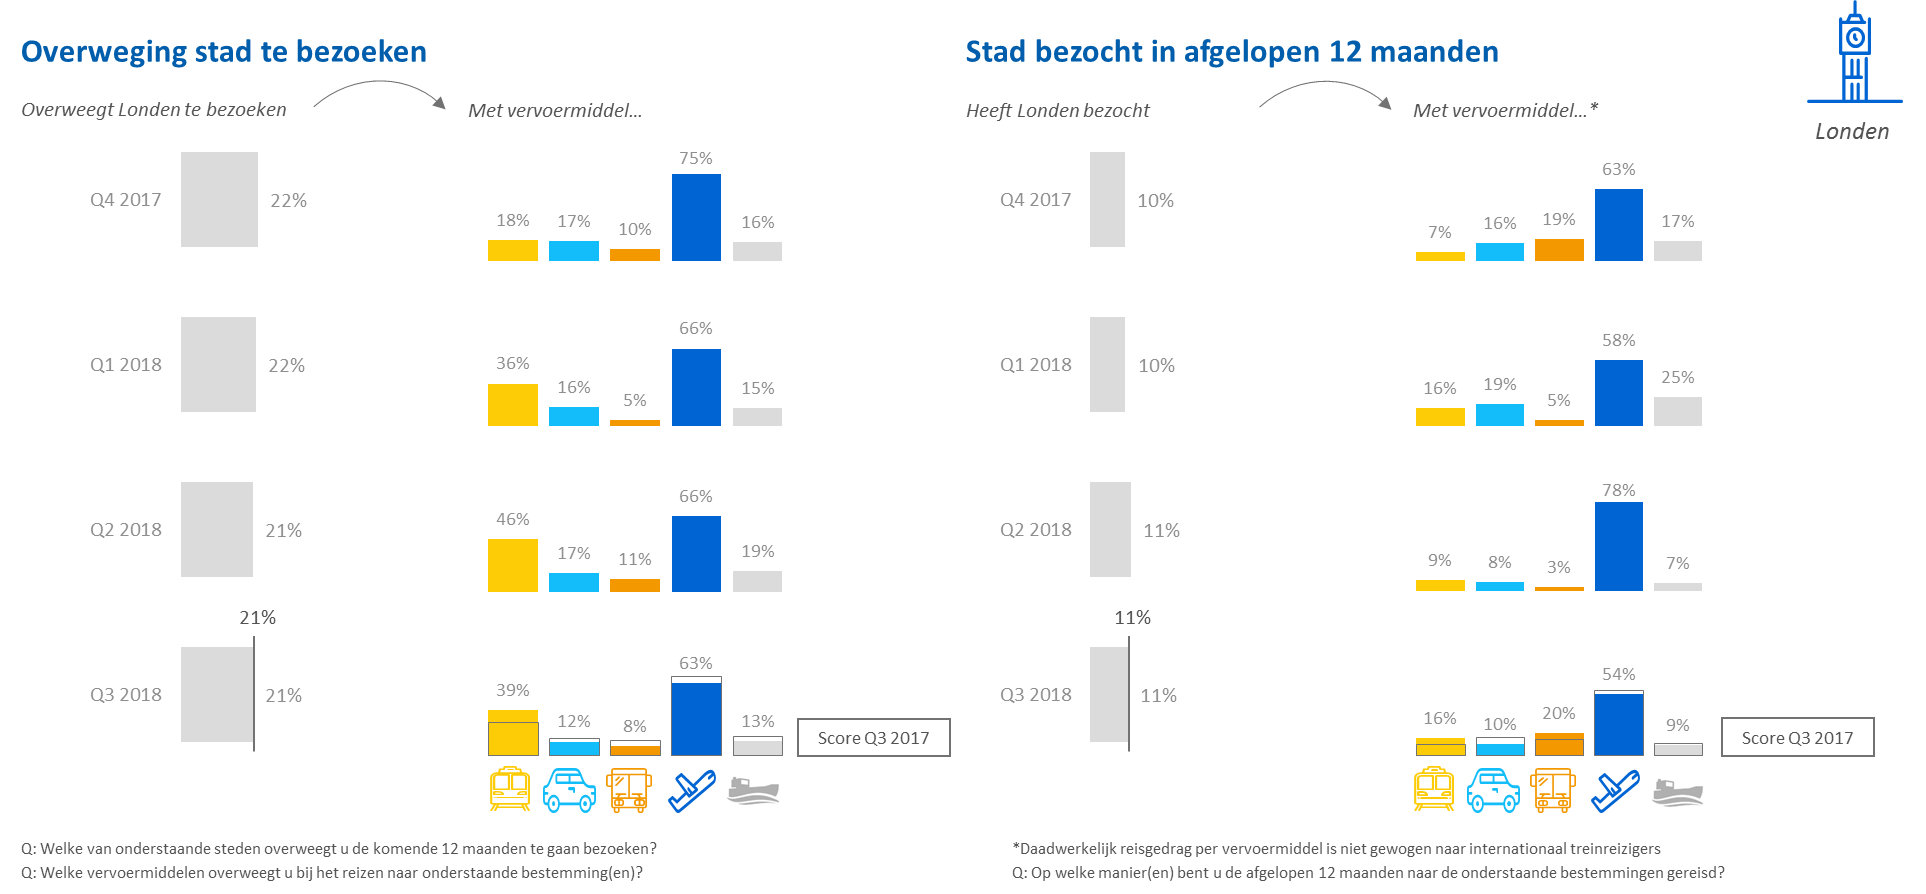 Overweging stad te bezoeken
Stad bezocht in afgelopen 12 maanden
Londen
Overweegt Londen te bezoeken
Met vervoermiddel...
Heeft Londen bezocht
Met vervoermiddel...*
Q4 2017
22%
18%
17%
10%
75%
16%
Q4 2017
10%
7%
16%
19%
63%
17%
Q1 2018
22%
36%
16%
5%
66%
15%
Q1 2018
10%
16%
19%
5%
58%
25%
Q2 2018
21%
46%
17%
11%
66%
19%
Q2 2018
11%
9%
8%
3%
78%
7%
21%
Q3 2018
21%
39%
12%
8%
63%
13%
Score Q3 2017
11%
Q3 2018
11%
16%
10%
20%
54%
9%
Score Q3 2017
Q: Welke van onderstaande steden overweegt u de komende 12 maanden te gaan bezoeken?
Q: Welke vervoermiddelen overweegt u bij het reizen naar onderstaande bestemming(en)?
*Daadwerkelijk reisgedrag per vervoermiddel is niet gewogen naar internationaal treinreizigers
Q: Op welke manier(en) bent u de afgelopen 12 maanden naar de onderstaande bestemmingen gereisd?